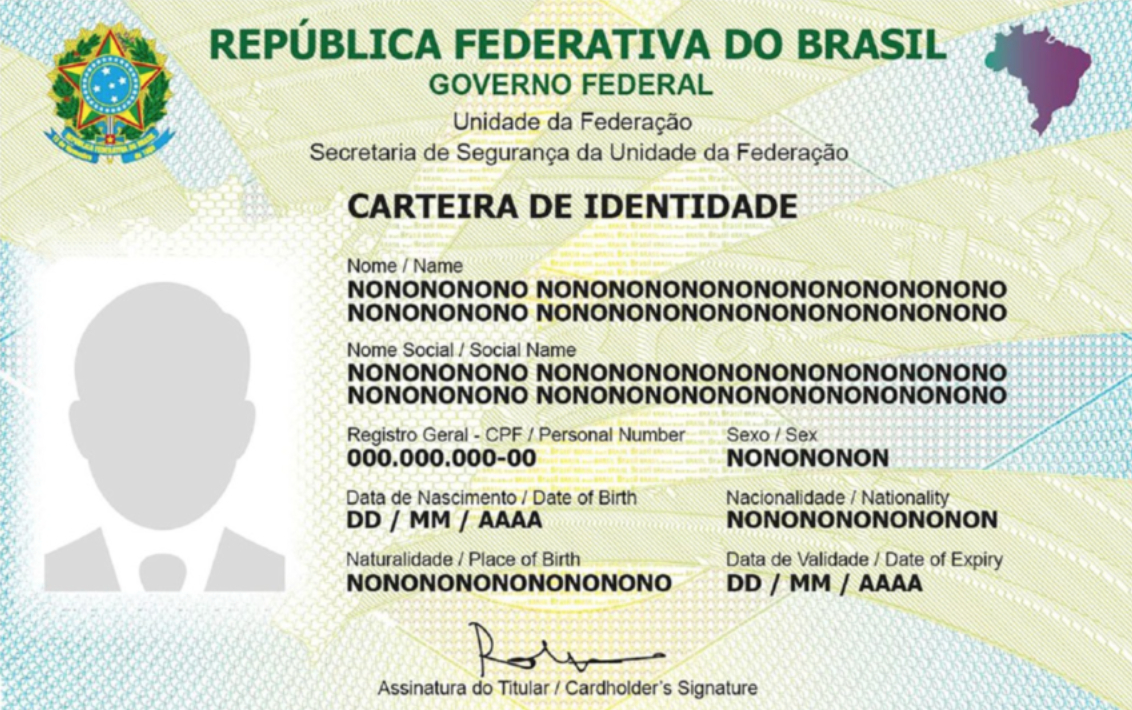 REPÚBLICA FEDERATIVA DO BRASIL
GOVERNO FEDERAL
Unidade da Federação
Secretaria de Segurança da Unidade da Federação
CARTEIRA DE IDENTIDADE
Nome / Name
NONONONONO NONONONONONONONONONONONONO
NONONONONO NONONONONONONONONONONONONO
Nome Social / Social Name
NONONONONO NONONONONONONONONONONONONO
NONONONONO NONONONONONONONONONONONONO
Registro Geral - CPF / Personal Number Sexo / Sex
000.000.000-00 NONONONON
Data de Nascimento / Date of Birth Nacionalidade / Nationality
DD / MM / AAAA NONONONONONONON
Naturalidade / Place of Birth Data de Validade / Date of Expiry
NONONONONONONONONO DD / MM / AAAA
Assinatura do Titular / Cardholder's Signature